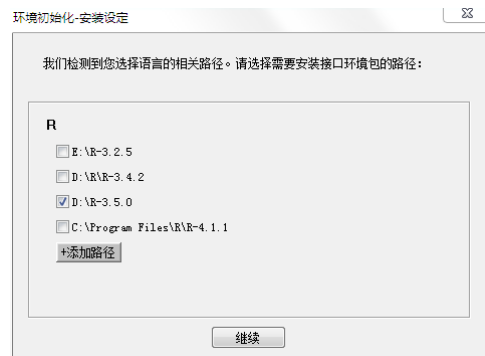 环境初始化-安装设定
我们检测到您选择语言的相关路径。请选择需要安装接口环境包的路径：
R
E:\R-3.2.5
D:\R\R-3.4.2
D:\R-3.5.0
C:\Program Files\R\R-4.1.1
+添加路径
继续